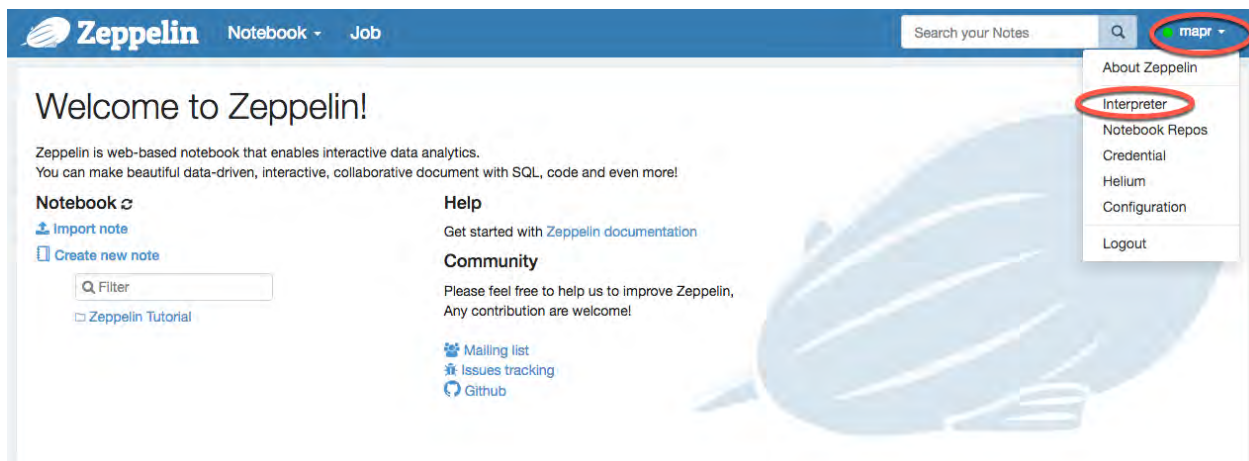 Zeppelin Notebook Job Search your Notes mapr
Welcome to Zeppelin!
Zeppelin is web-based notebook that enables interactive data analytics.
You can make beautiful data-driven, interactive, collaborative document with SQL, code and even more!
Notebook
Import note
Create new note
Filter
Zeppelin Tutorial
Help
Get started with Zeppelin documentation
Community
Please feel free to help us to improve Zeppelin,
Any contribution are welcome!
Mailing list
Issues tracking
Github
About Zeppelin
Interpreter
Notebook Repos
Credential
Helium
Configuration
Logout